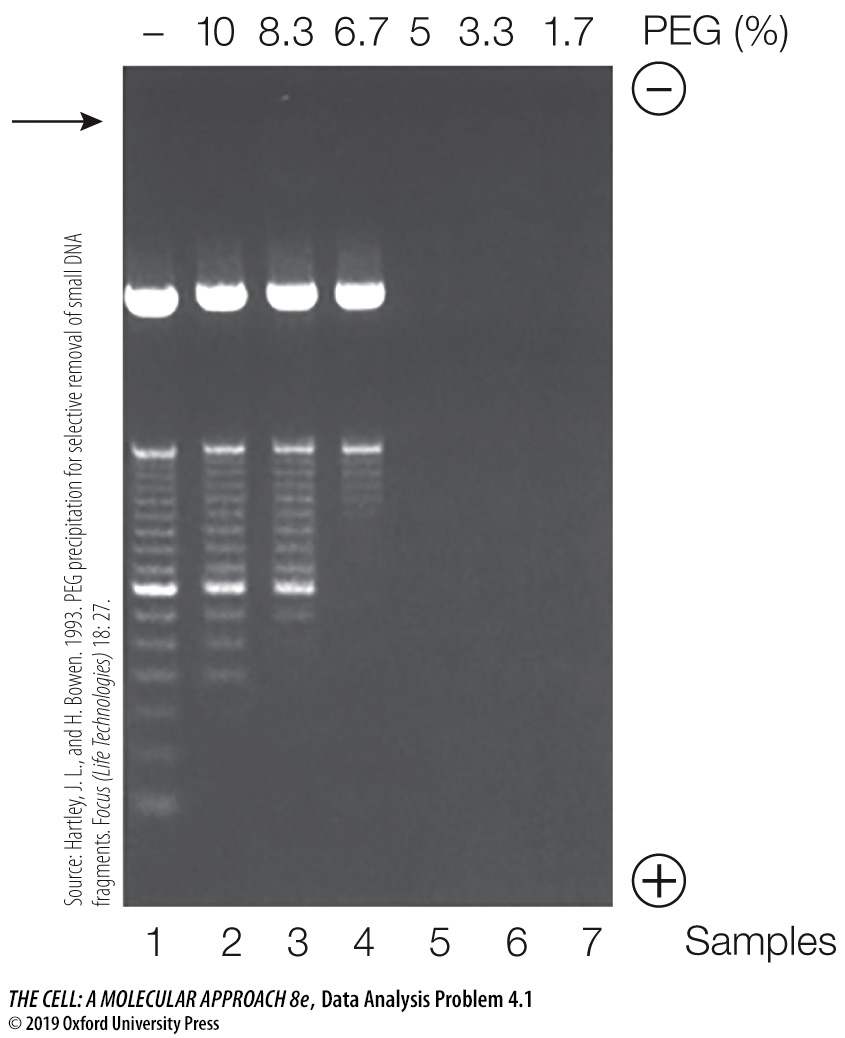 – 10 8.3 6.7 5 3.3 1.7 PEG (%)
−
Source: Hartley, J. L., and H. Bowen. 1993. PEG precipitation for selective removal of small DNA
fragments. Focus (Life Technologies) 18: 27.
+
1 2 3 4 5 6 7 Samples
THE CELL: A MOLECULAR APPROACH 8e, Data Analysis Problem 4.1
© 2019 Oxford University Press